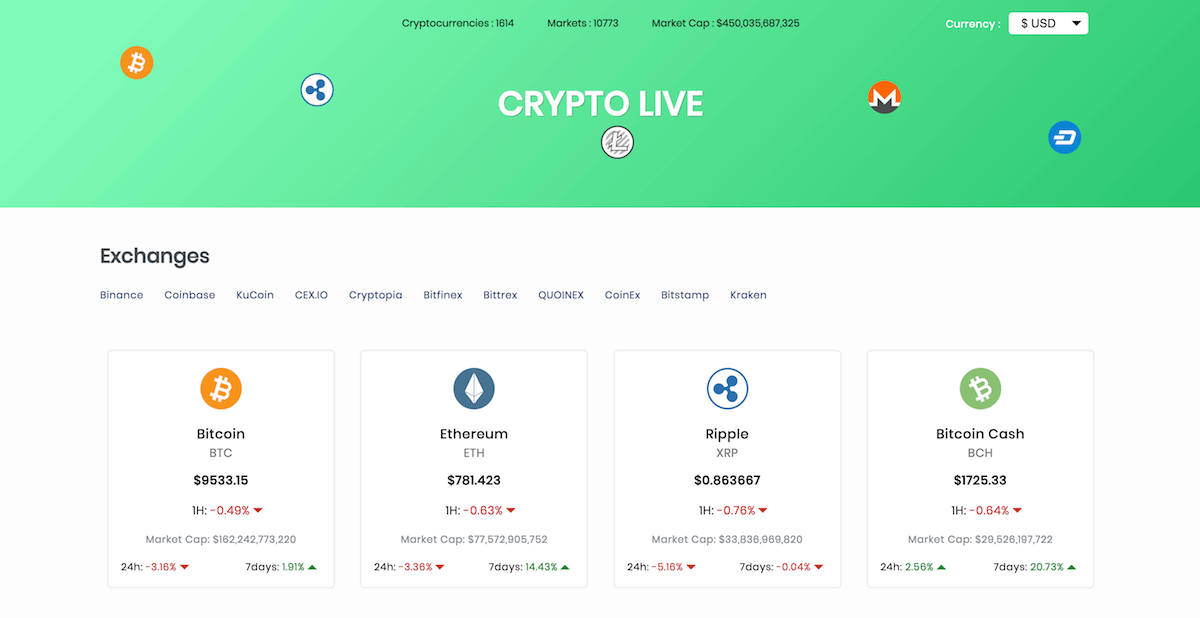 Cryptocurrencies : 1614 Markets : 10773 Market Cap : $450,035,687,325 Currency : $ USD
CRYPTO LIVE
Exchanges
Binance Coinbase KuCoin CEX.IO Cryptopia Bitfinex Bittrex QUOINEX CoinEx Bitstamp Kraken
Bitcoin
BTC
$9533.15
1H: -0.49%
Market Cap: $162,242,773,220
24h: -3.16% 7days: 1.91%
Ethereum
ETH
$781.423
1H: -0.63%
Market Cap: $77,572,905,752
24h: -3.36% 7days: 14.43%
Ripple
XRP
$0.863667
1H: -0.76%
Market Cap: $33,836,969,820
24h: -5.16% 7days: -0.04%
Bitcoin Cash
BCH
$1725.33
1H: -0.64%
Market Cap: $29,526,197,722
24h: 2.56% 7days: 20.73%